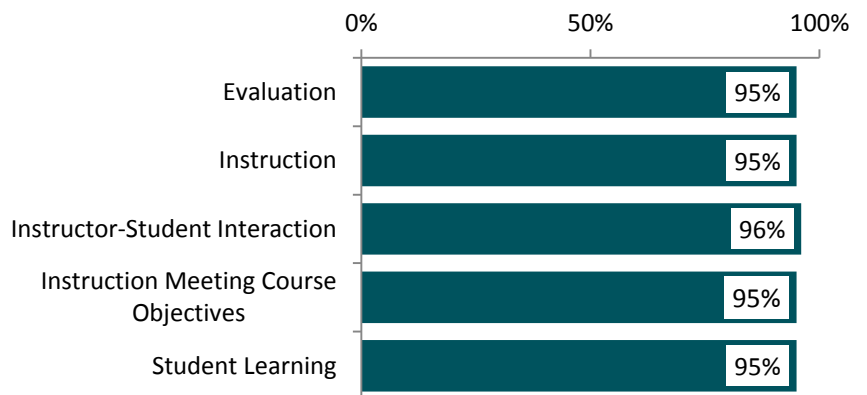 0% 50% 100%
Evaluation 95%
Instruction 95%
Instructor-Student Interaction 96%
Instruction Meeting Course
Objectives 95%
Student Learning 95%